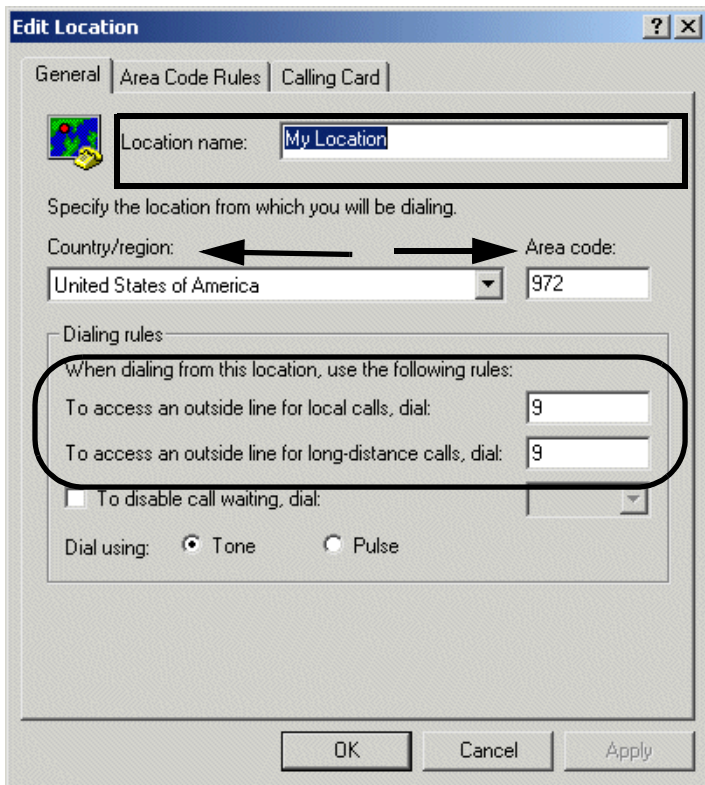 Edit Location
General Area Code Rules Calling Card
Location name: My Location
Specify the location from which you will be dialing.
Country/region: Area code:
United States of America 972
Dialing rules
When dialing from this location, use the following rules:
To access an outside line for local calls, dial: 9
To access an outside line for long-distance calls, dial: 9
To disable call waiting, dial:
Dial using: Tone Pulse
OK Cancel Apply